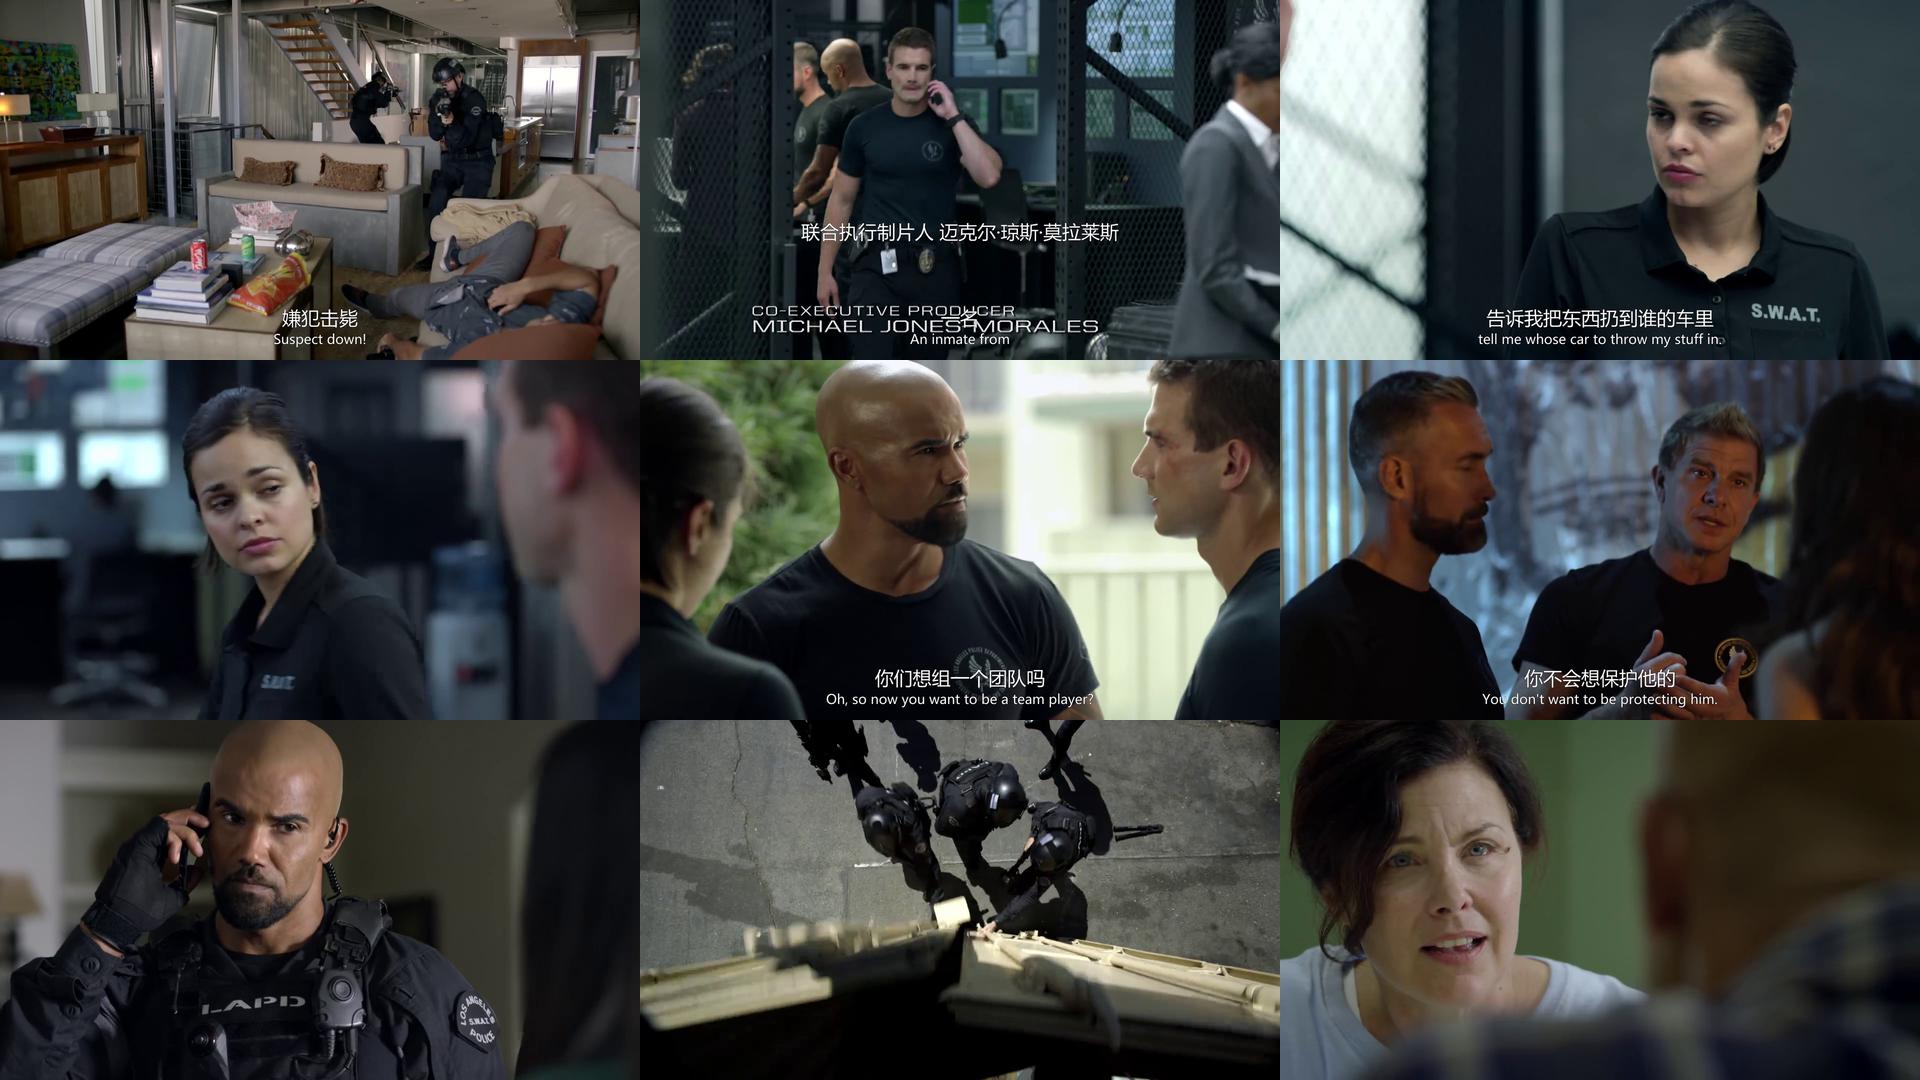 嫌犯击毙
Suspect down!
联合执行制片人 迈克尔·琼斯·莫拉莱斯
CO-EXECUTIVE PRODUCER
MICHAEL JONES-MORALES
An inmate from
S.W.A.T.
告诉我把东西扔到谁的车里
tell me whose car to throw my stuff in.
S.W.A.T.
你们想组一个团队吗
Oh, so now you want to be a team player?
你不会想保护他的
You don't want to be protecting him.
LAPD
LOS ANGELES
S.W.A.T.
POLICE